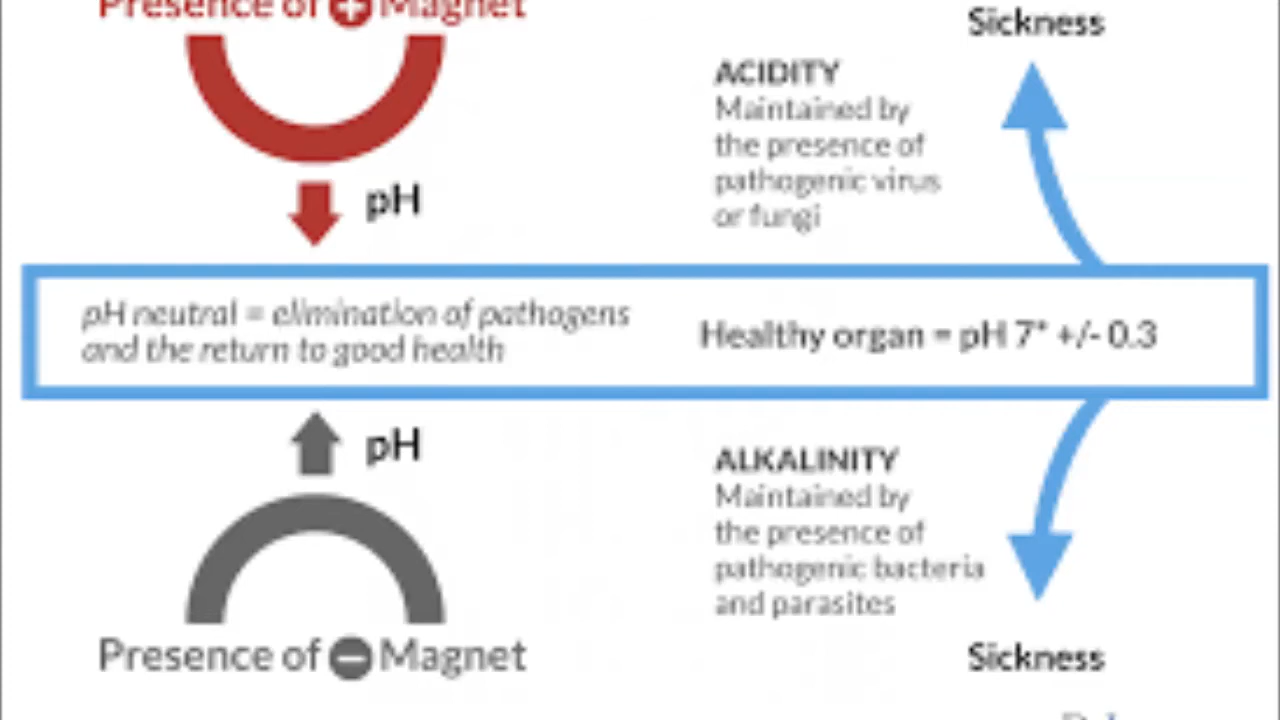 Presence of + Magnet
Sickness
ACIDITY
Maintained by
the presence of
pathogenic virus
or fungi
pH
pH neutral = elimination of pathogens
and the return to good health
Healthy organ = pH 7* +/- 0.3
pH
ALKALINITY
Maintained by
the presence of
pathogenic bacteria
and parasites
Presence of − Magnet
Sickness